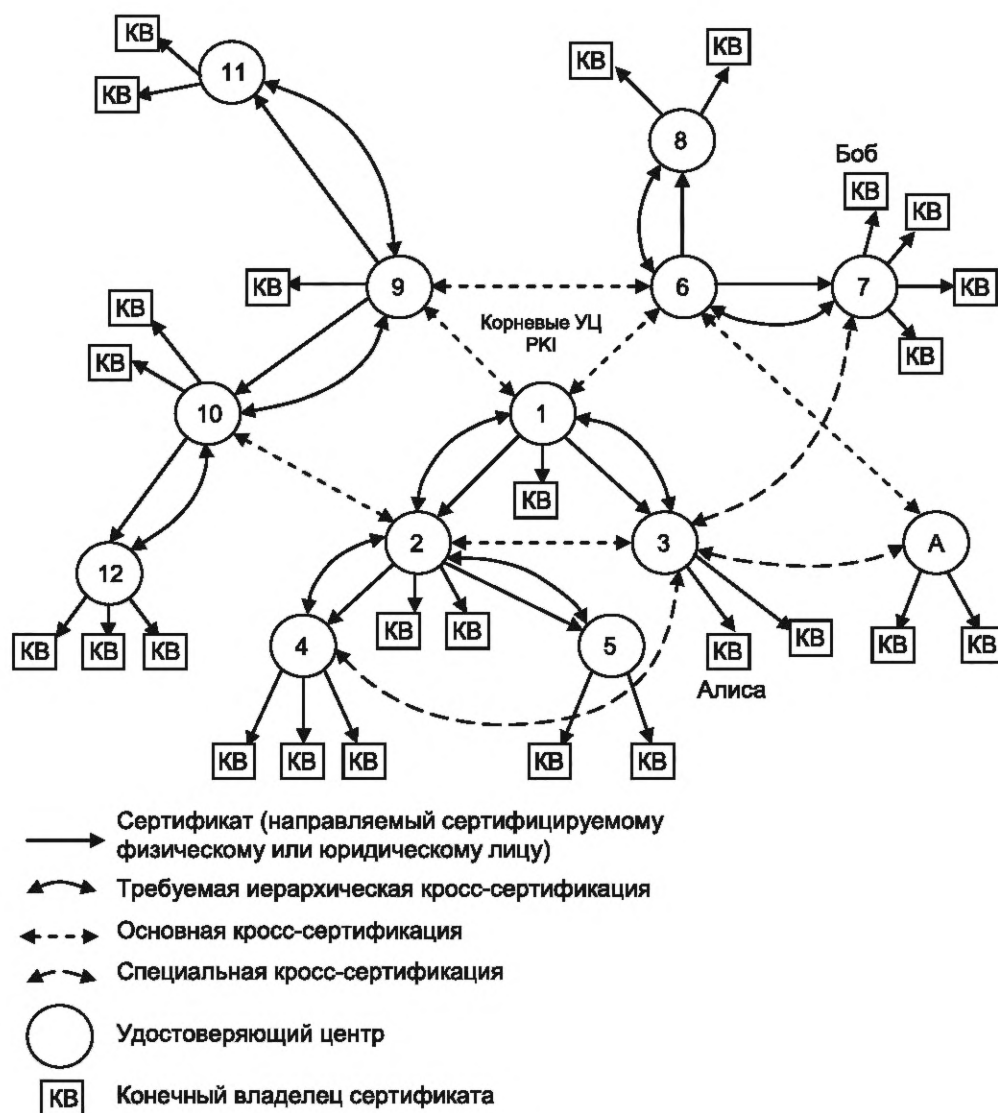 КВ
КВ
11
КВ
КВ
8
Боб
КВ
КВ
КВ
9
6
7
КВ
КВ
Корневые УЦ
PKI
КВ
КВ
10
1
КВ
2
3
А
12
КВ
КВ
КВ
КВ
КВ
4
5
КВ
КВ
Алиса
КВ
КВ
КВ
КВ
КВ
КВ
КВ
Сертификат (направляемый сертифицируемому
физическому или юридическому лицу)
Требуемая иерархическая кросс-сертификация
Основная кросс-сертификация
Специальная кросс-сертификация
Удостоверяющий центр
КВ Конечный владелец сертификата